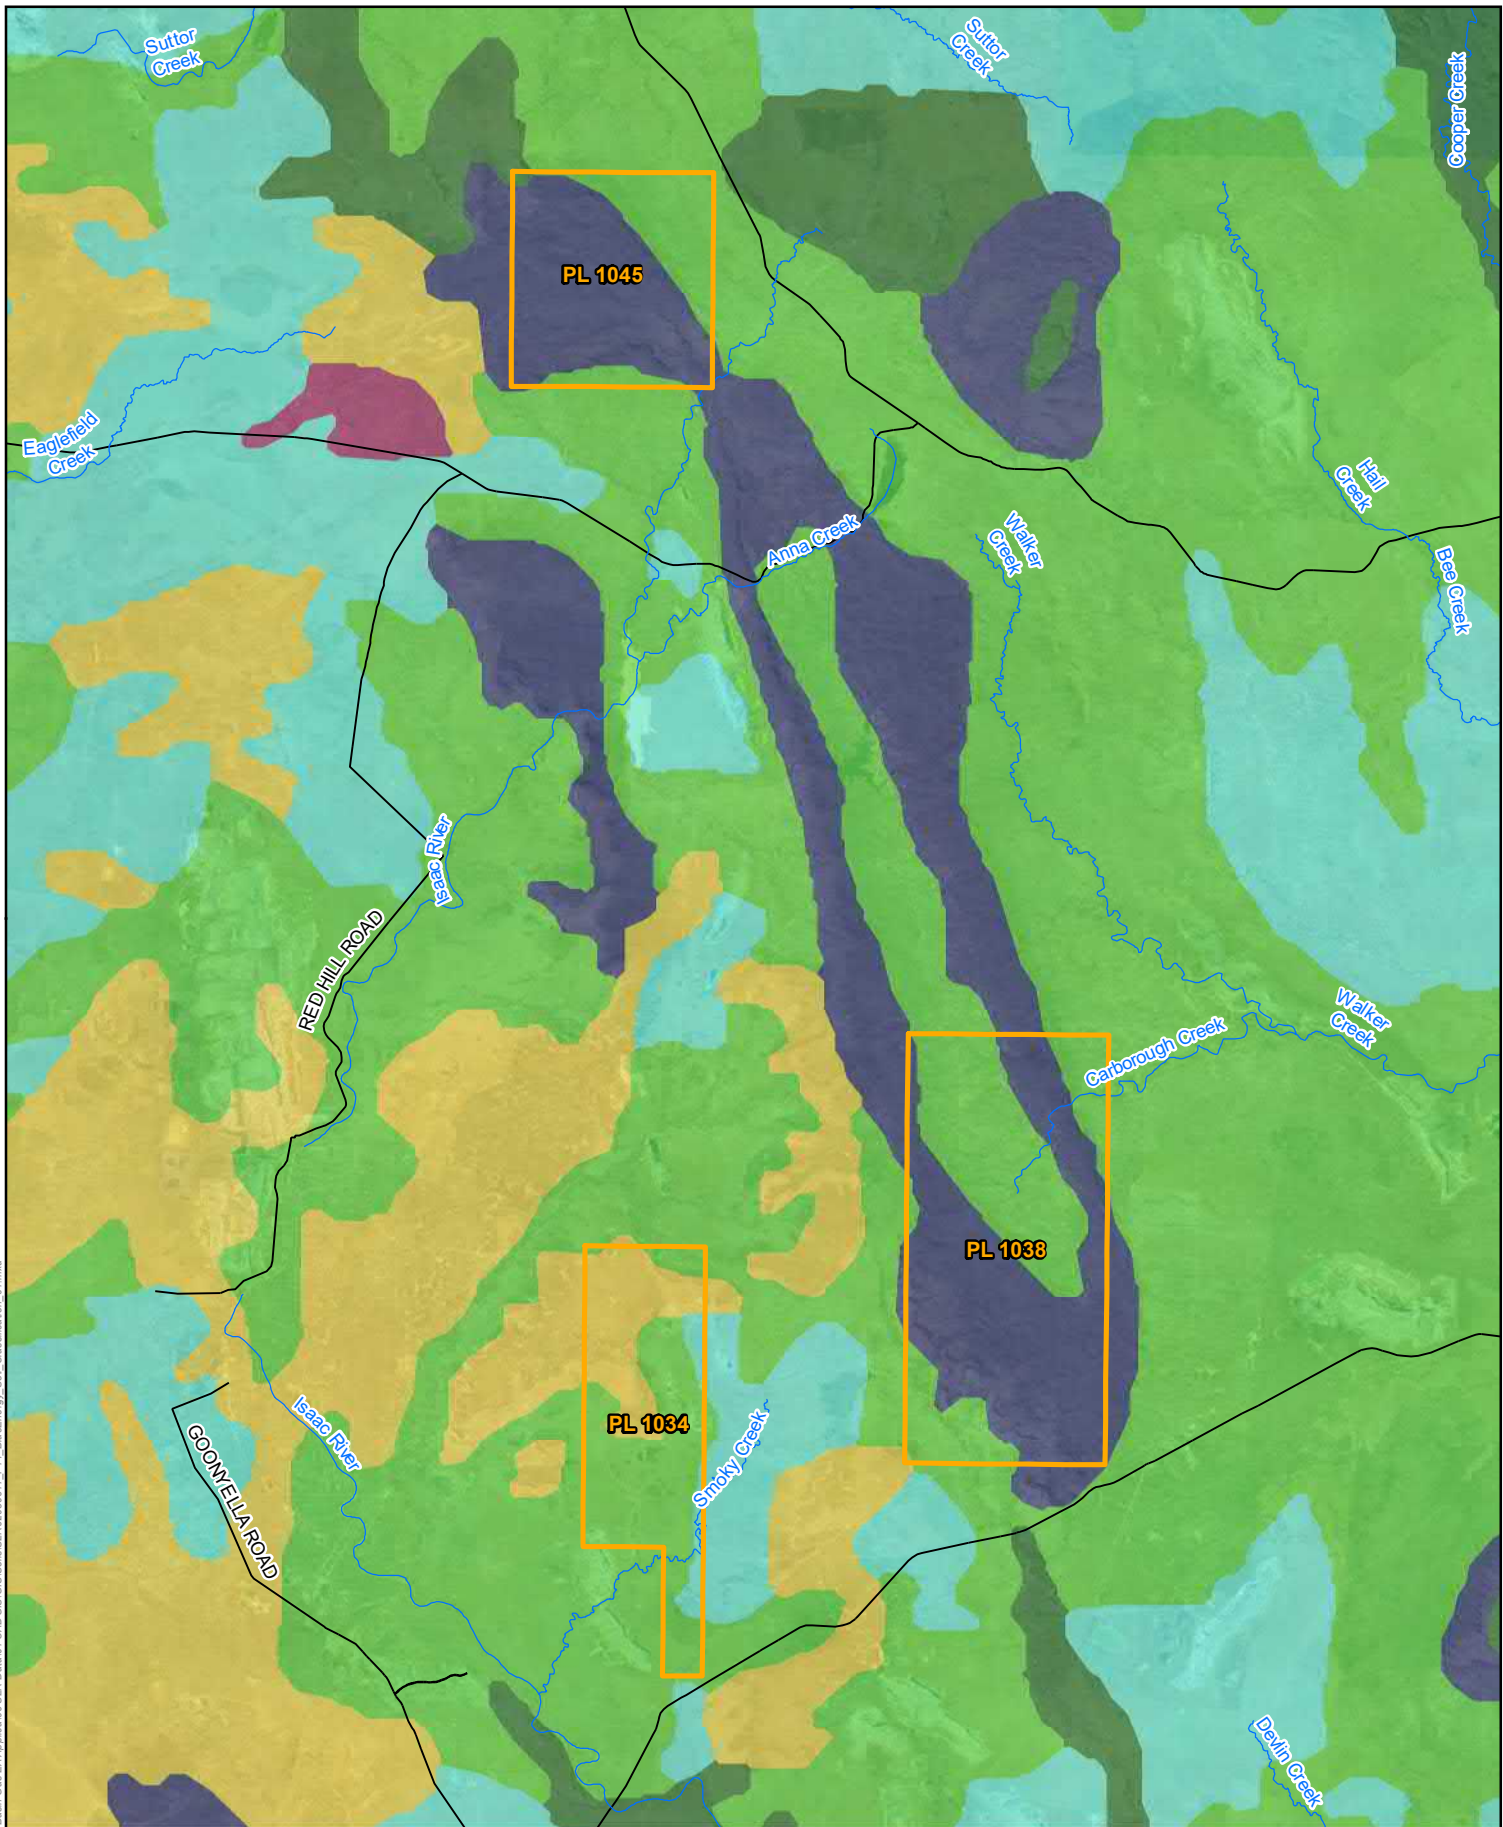 Suttor
Creek
Suttor
Creek
Cooper Creek
PL 1045
Eaglefield
Creek
Hail
Creek
Anna Creek
Walker
Creek
Bee Creek
Isaac River
RED HILL ROAD
Walker
Creek
Carborough Creek
PL 1038
PL 1034
Isaac River
Smoky Creek
GOONYELLA ROAD
Devlin Creek